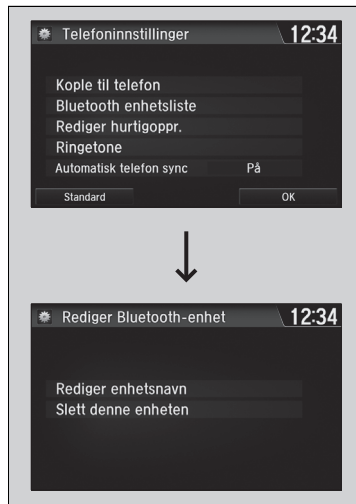 Telefoninnstillinger 12:34
Kople til telefon
Bluetooth enhetsliste
Rediger hurtigoppr.
Ringetone
Automatisk telefon sync På
Standard OK
Rediger Bluetooth-enhet 12:34
Rediger enhetsnavn
Slett denne enheten